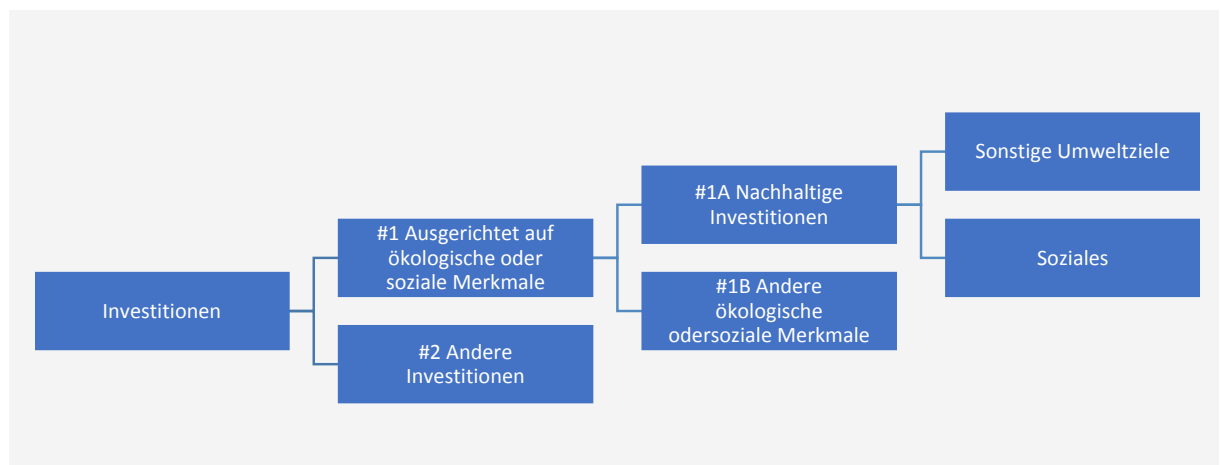 Investitionen
#1 Ausgerichtet auf
ökologische oder
soziale Merkmale
#2 Andere
Investitionen
#1A Nachhaltige
Investitionen
#1B Andere
ökologische
odersoziale Merkmale
Sonstige Umweltziele
Soziales